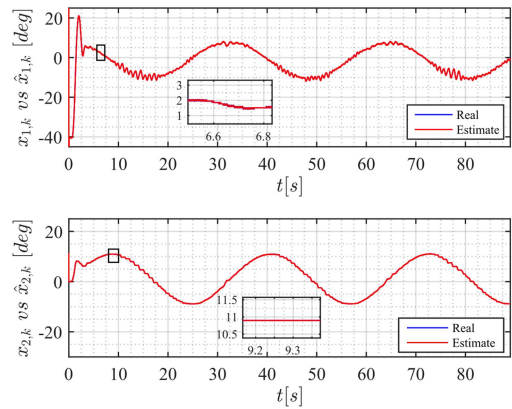 20
0
-20
-40
x₁,ₖ vs x̂₁,ₖ [deg]
3
2
1
6.6 6.8
Real
Estimate
0 10 20 30 40 50 60 70 80
t[s]
20
0
-20
x₂,ₖ vs x̂₂,ₖ [deg]
11.5
11
10.5
9.2 9.3
Real
Estimate
0 10 20 30 40 50 60 70 80
t[s]